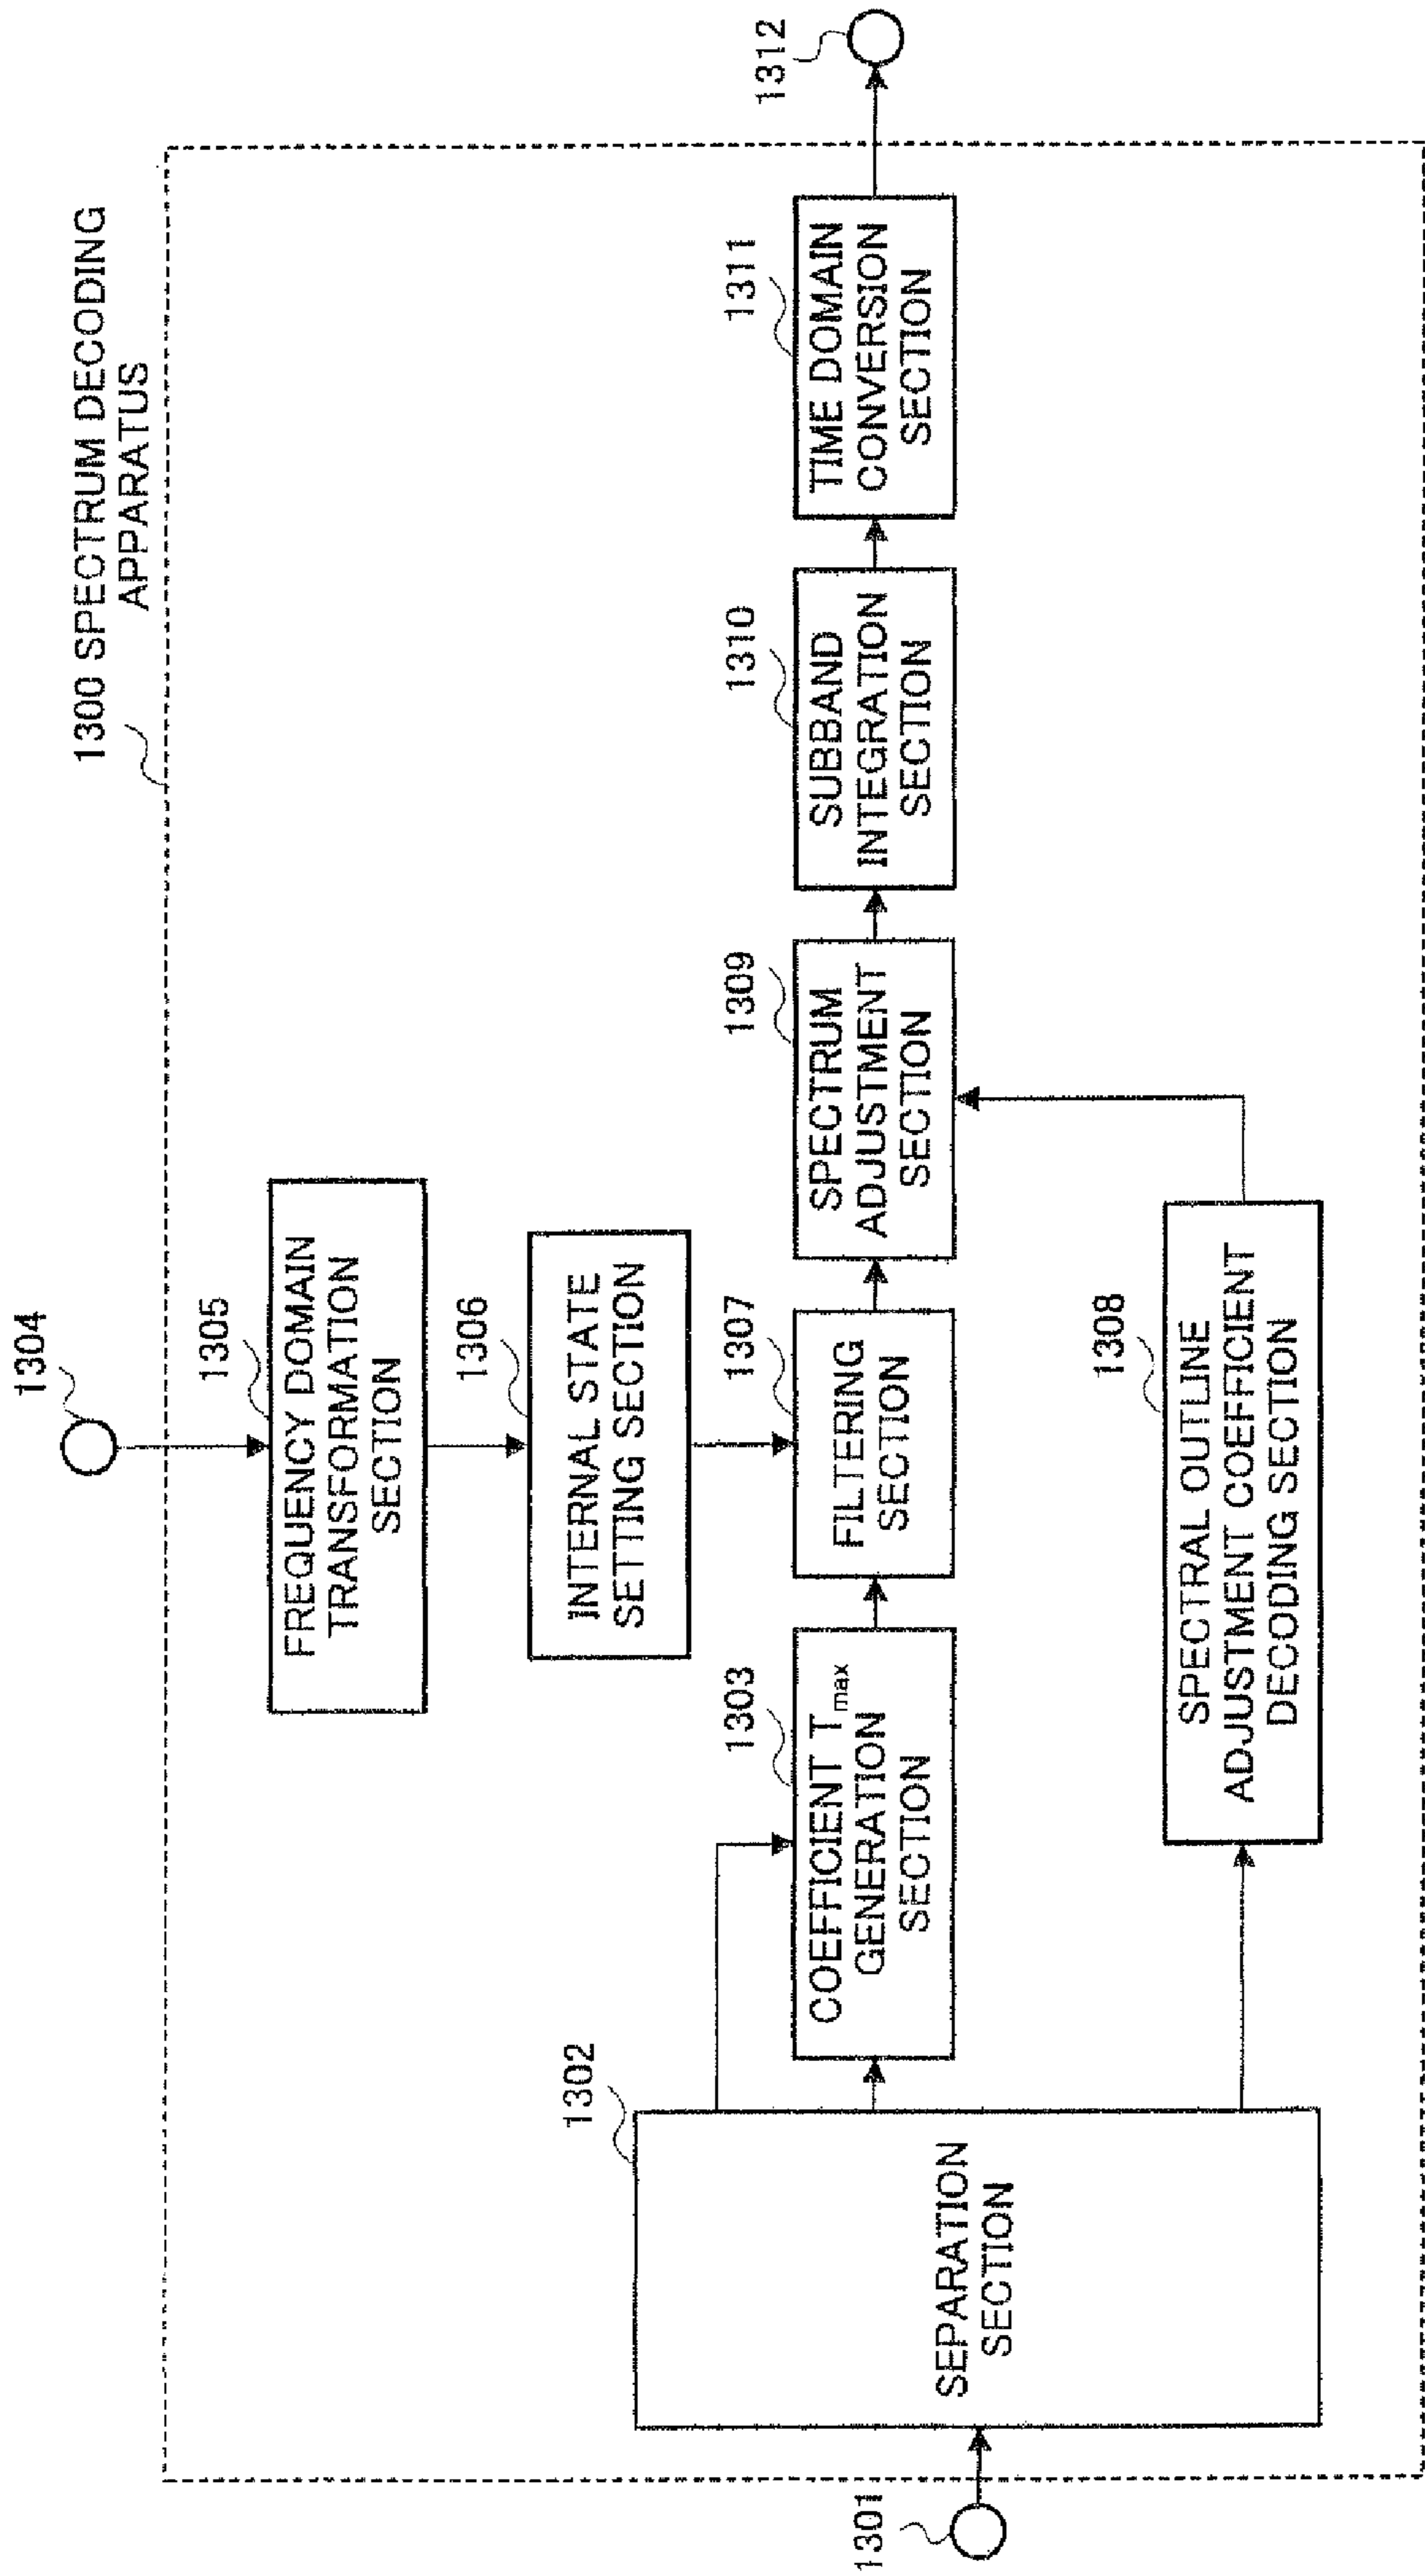 1300 SPECTRUM DECODING
APPARATUS
1304
1305
FREQUENCY DOMAIN
TRANSFORMATION
SECTION
1306
INTERNAL STATE
SETTING SECTION
1301
1302
SEPARATION
SECTION
1303
COEFFICIENT Tmax
GENERATION
SECTION
1307
FILTERING
SECTION
1309
SPECTRUM
ADJUSTMENT
SECTION
1310
SUBBAND
INTEGRATION
SECTION
1311
TIME DOMAIN
CONVERSION
SECTION
1312
1308
SPECTRAL OUTLINE
ADJUSTMENT COEFFICIENT
DECODING SECTION